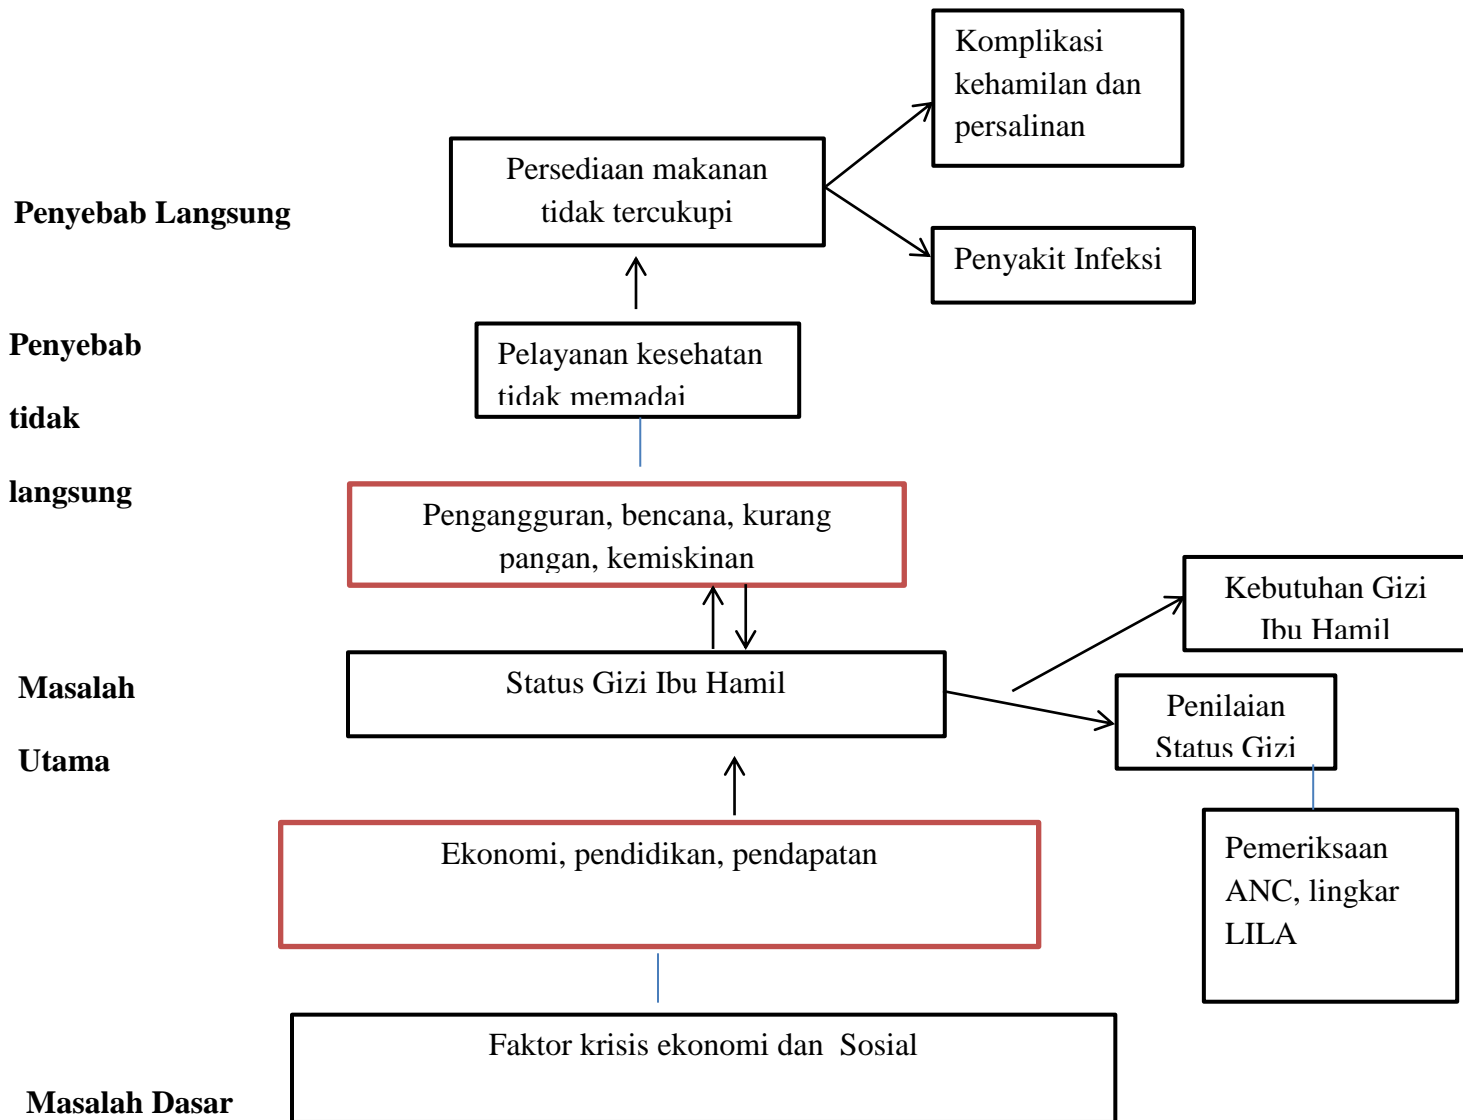 Komplikasi
kehamilan dan
persalinan
Persediaan makanan
tidak tercukupi
Penyebab Langsung
Penyakit Infeksi
Penyebab
tidak
langsung
Pelayanan kesehatan
tidak memadai
Pengangguran, bencana, kurang
pangan, kemiskinan
Kebutuhan Gizi
Ibu Hamil
Masalah
Utama
Status Gizi Ibu Hamil
Penilaian
Status Gizi
Ekonomi, pendidikan, pendapatan
Pemeriksaan
ANC, lingkar
LILA
Faktor krisis ekonomi dan  Sosial
Masalah Dasar